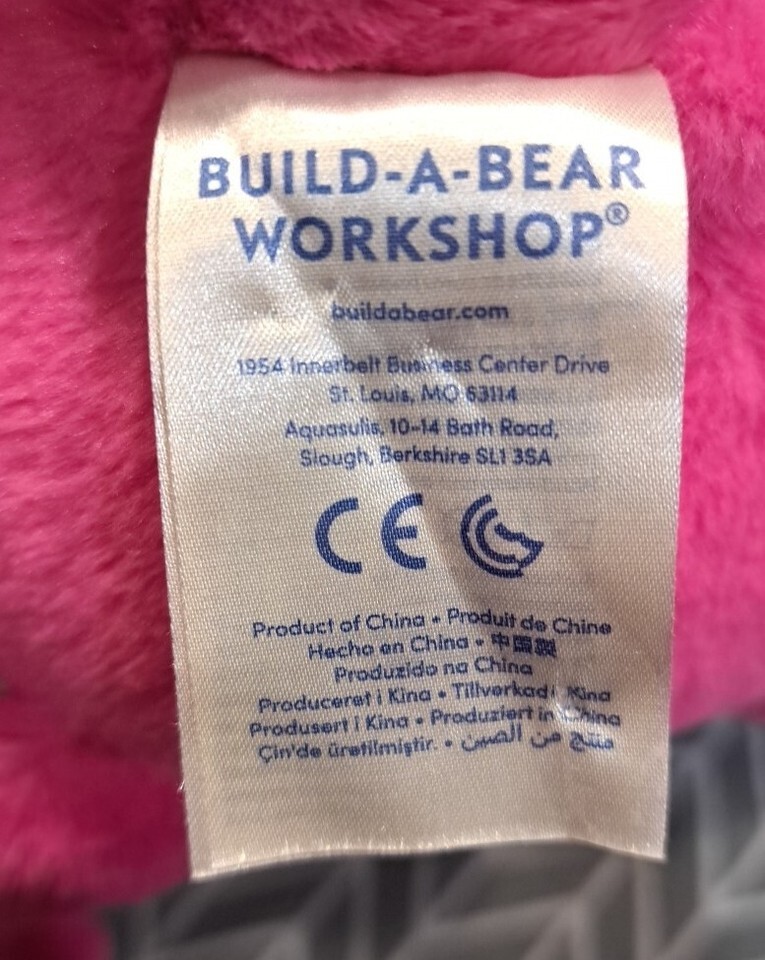 BUILD-A-BEAR
WORKSHOP®
buildabear.com
1954 Innerbelt Business Center Drive
St. Louis, MO 63114
Aquasulis, 10-14 Bath Road,
Slough, Berkshire SL1 3SA
CE
Product of China • Produit de Chine
Hecho en China • 中國製
Produzido na China
Produceret i Kina • Tillverkad i Kina
Produsert i Kina • Produziert in China
Çin'de üretilmiştir. • منتج من الصين